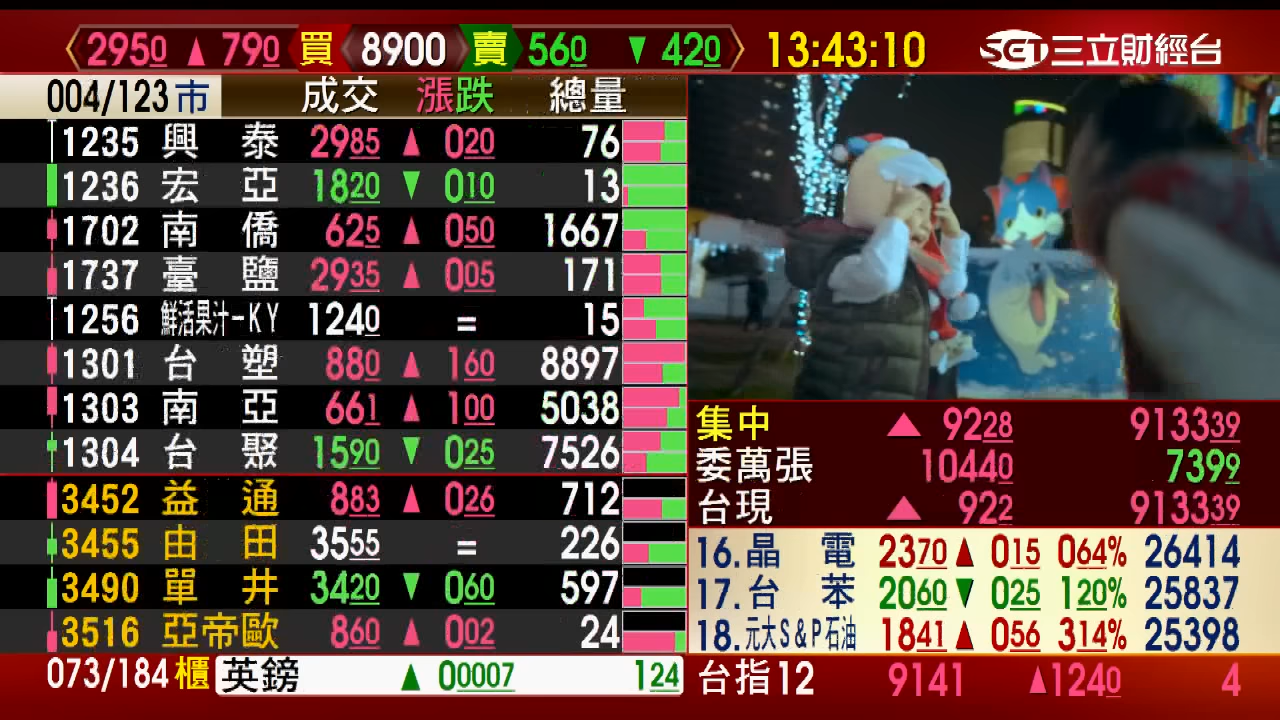 2950 ▲ 790 買 8900 賣 560 ▼ 420 13:43:10 SET三立財經台
004/123 市 成交 漲跌 總量
1235 興泰 2985 ▲ 020 76
1236 宏亞 1820 ▼ 010 13
1702 南僑 625 ▲ 050 1667
1737 臺鹽 2935 ▲ 005 171
1256 鮮活果汁-KY 1240 = 15
1301 台塑 880 ▲ 160 8897
1303 南亞 661 ▲ 100 5038
1304 台聚 1590 ▼ 025 7526
3452 益通 883 ▲ 026 712
3455 由田 3555 = 226
3490 單井 3420 ▼ 060 597
3516 亞帝歐 860 ▲ 002 24
073/184 櫃 英鎊 ▲ 00007 124
集中 ▲ 9228 913339
委萬張 10440 7399
台現 ▲ 922 913339
16.晶電 2370 ▲ 015 064% 26414
17.台苯 2060 ▼ 025 120% 25837
18.元大S&P石油 1841 ▲ 056 314% 25398
台指12 9141 ▲1240 4